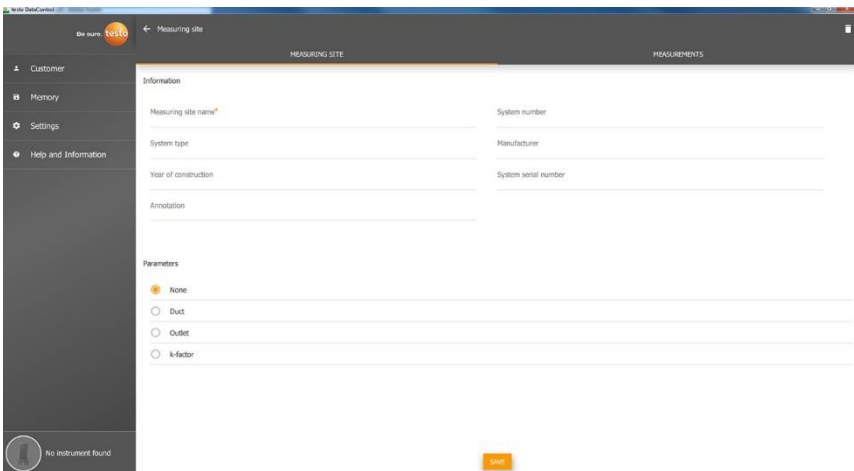 testo DataControl
Be sure. testo
Measuring site
MEASURING SITE
MEASUREMENTS
Customer
Memory
Settings
Help and Information
Information
Measuring site name*
System number
System type
Manufacturer
Year of construction
System serial number
Annotation
Parameters
None
Duct
Outlet
k-factor
No instrument found
SAVE